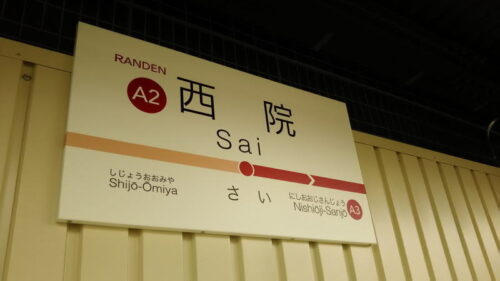 RANDEN
A2
西院
Sai
さい
しじょうおおみや
Shijō-Ōmiya
にしおおじさんじょう
Nishiōji-Sanjō
A3